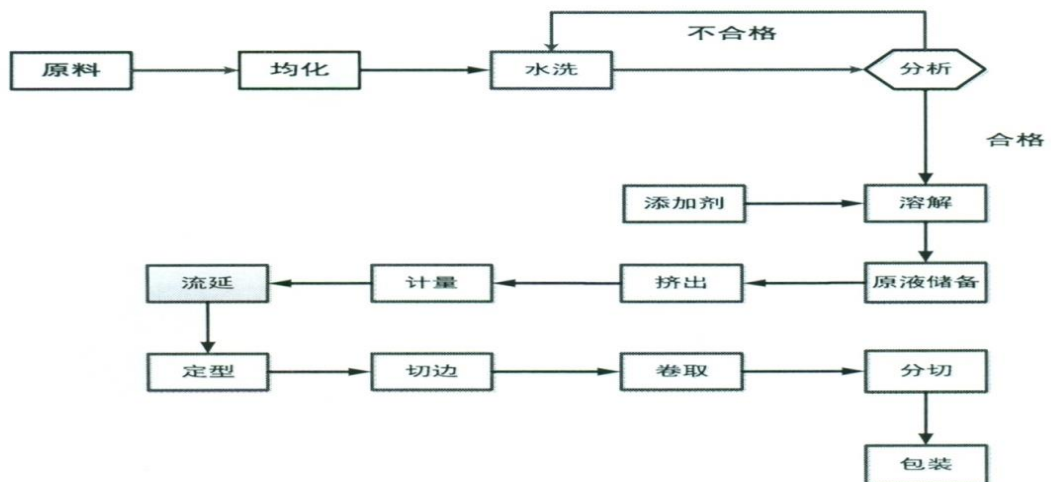 不合格
原料
均化
水洗
分析
合格
添加剂
溶解
流延
计量
挤出
原液储备
定型
切边
卷取
分切
包装